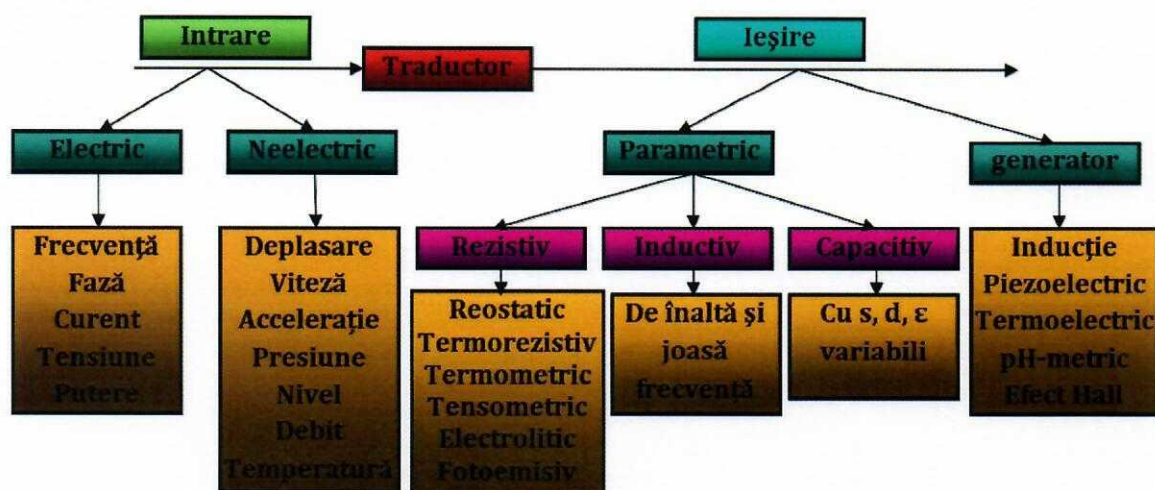 Intrare
Ieşire
Traductor
Electric
Neelectric
Parametric
generator
Frecvenţă
Fază
Curent
Tensiune
Putere
Deplasare
Viteză
Accelerație
Presiune
Nivel
Debit
Temperatură
Rezistiv
Reostatic
Termorezistiv
Termometric
Tensometric
Electrolitic
Fotoemisiv
Inductiv
De înaltă şi
joasă
frecvenţă
Capacitiv
Cu s, d, ε
variabili
Inducţie
Piezoelectric
Termoelectric
pH-metric
Efect Hall